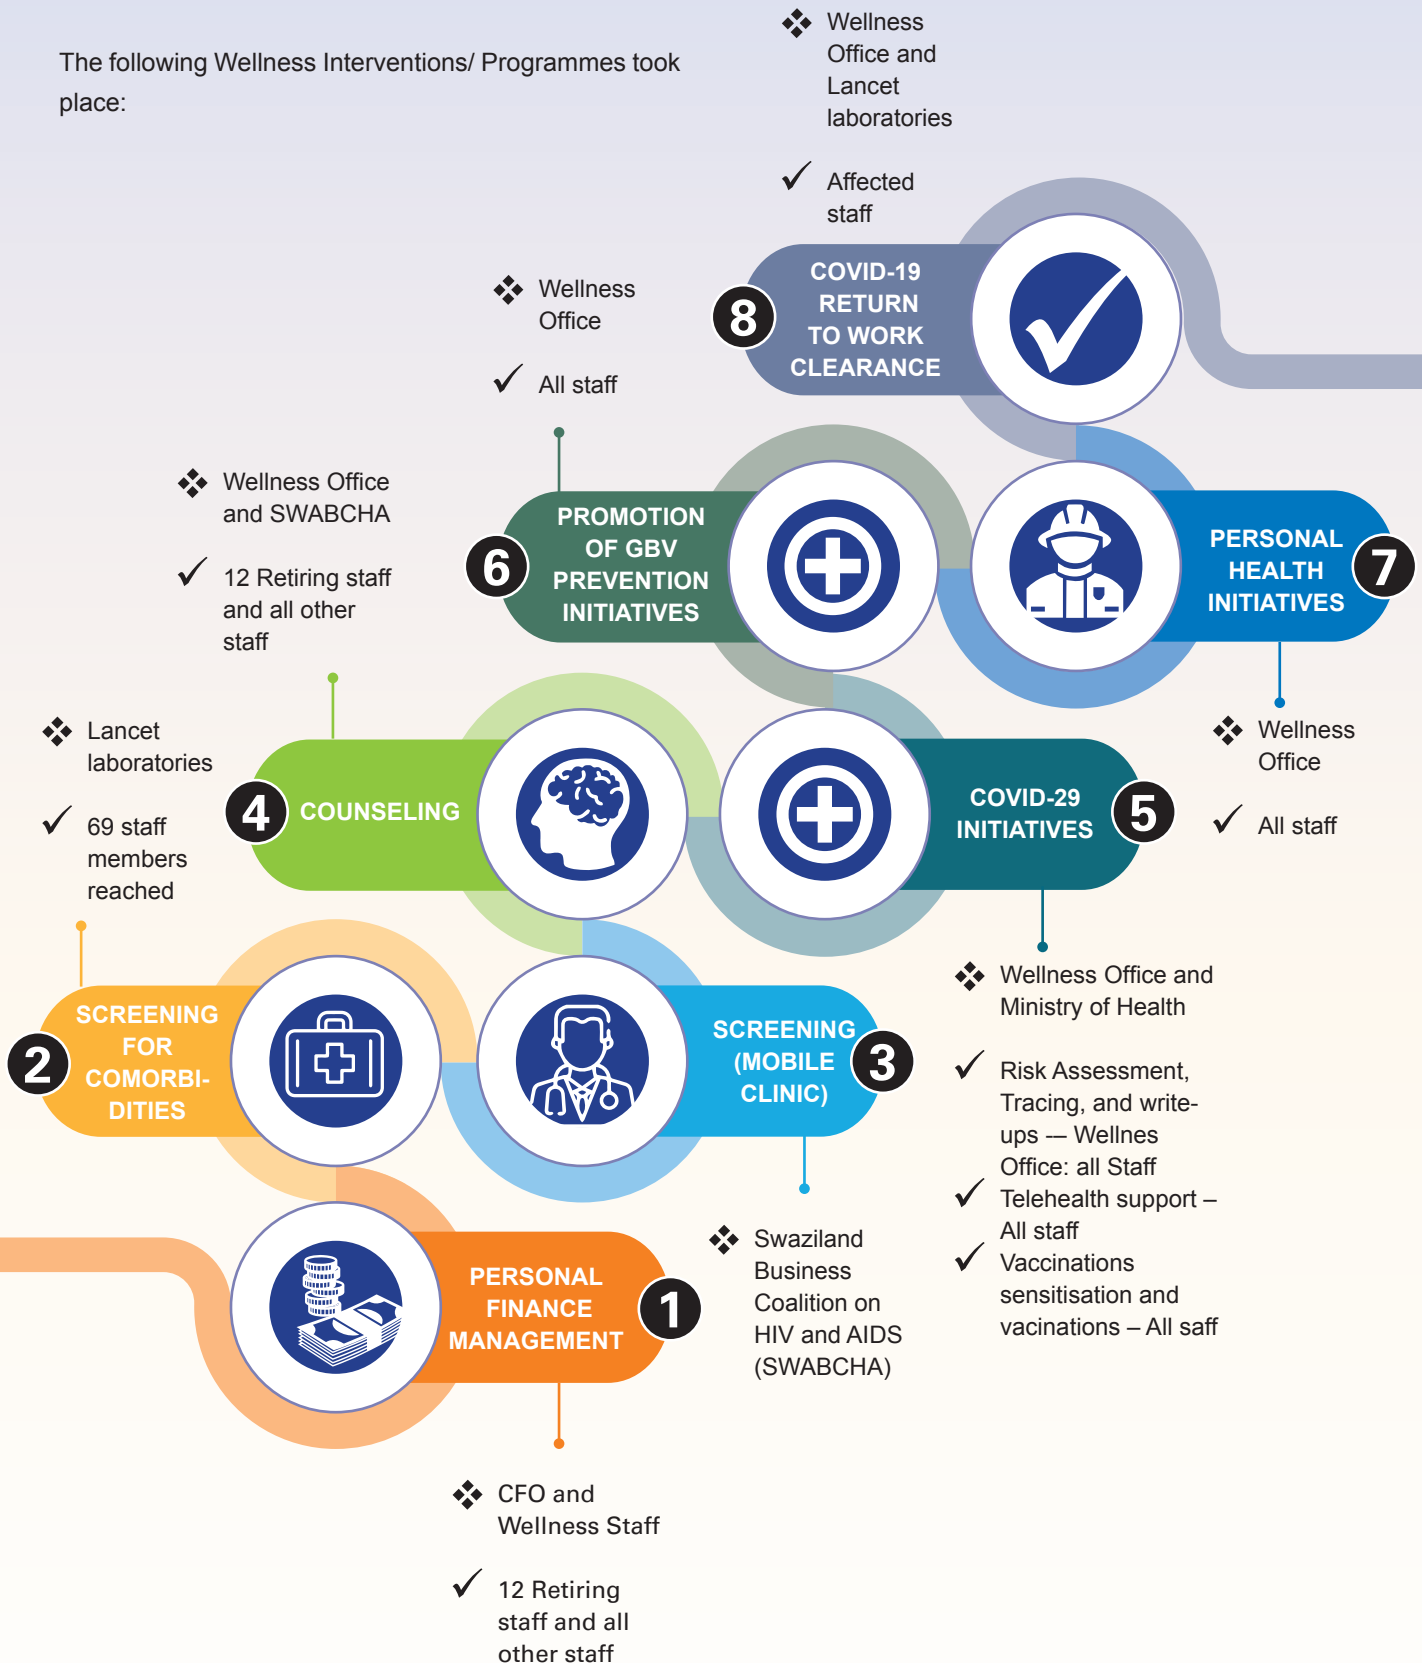 The following Wellness Interventions/ Programmes took
place:
❖ Wellness
Office and
Lancet
laboratories
✓ Affected
staff
8
COVID-19
RETURN
TO WORK
CLEARANCE
❖ Wellness
Office
✓ All staff
6
PROMOTION
OF GBV
PREVENTION
INITIATIVES
PERSONAL
HEALTH
INITIATIVES
7
❖ Wellness
Office
✓ All staff
❖ Wellness Office
and SWABCHA
✓ 12 Retiring staff
and all other
staff
4
COUNSELING
COVID-29
INITIATIVES
5
❖ Wellness Office and
Ministry of Health
✓ Risk Assessment,
Tracing, and write-
ups -– Wellnes
Office: all Staff
✓ Telehealth support –
All staff
✓ Vaccinations
sensitisation and
vacinations – All saff
❖ Lancet
laboratories
✓ 69 staff
members
reached
2
SCREENING
FOR
COMORBI-
DITIES
SCREENING
(MOBILE
CLINIC)
3
❖ Swaziland
Business
Coalition on
HIV and AIDS
(SWABCHA)
PERSONAL
FINANCE
MANAGEMENT
1
❖ CFO and
Wellness Staff
✓ 12 Retiring
staff and all
other staff